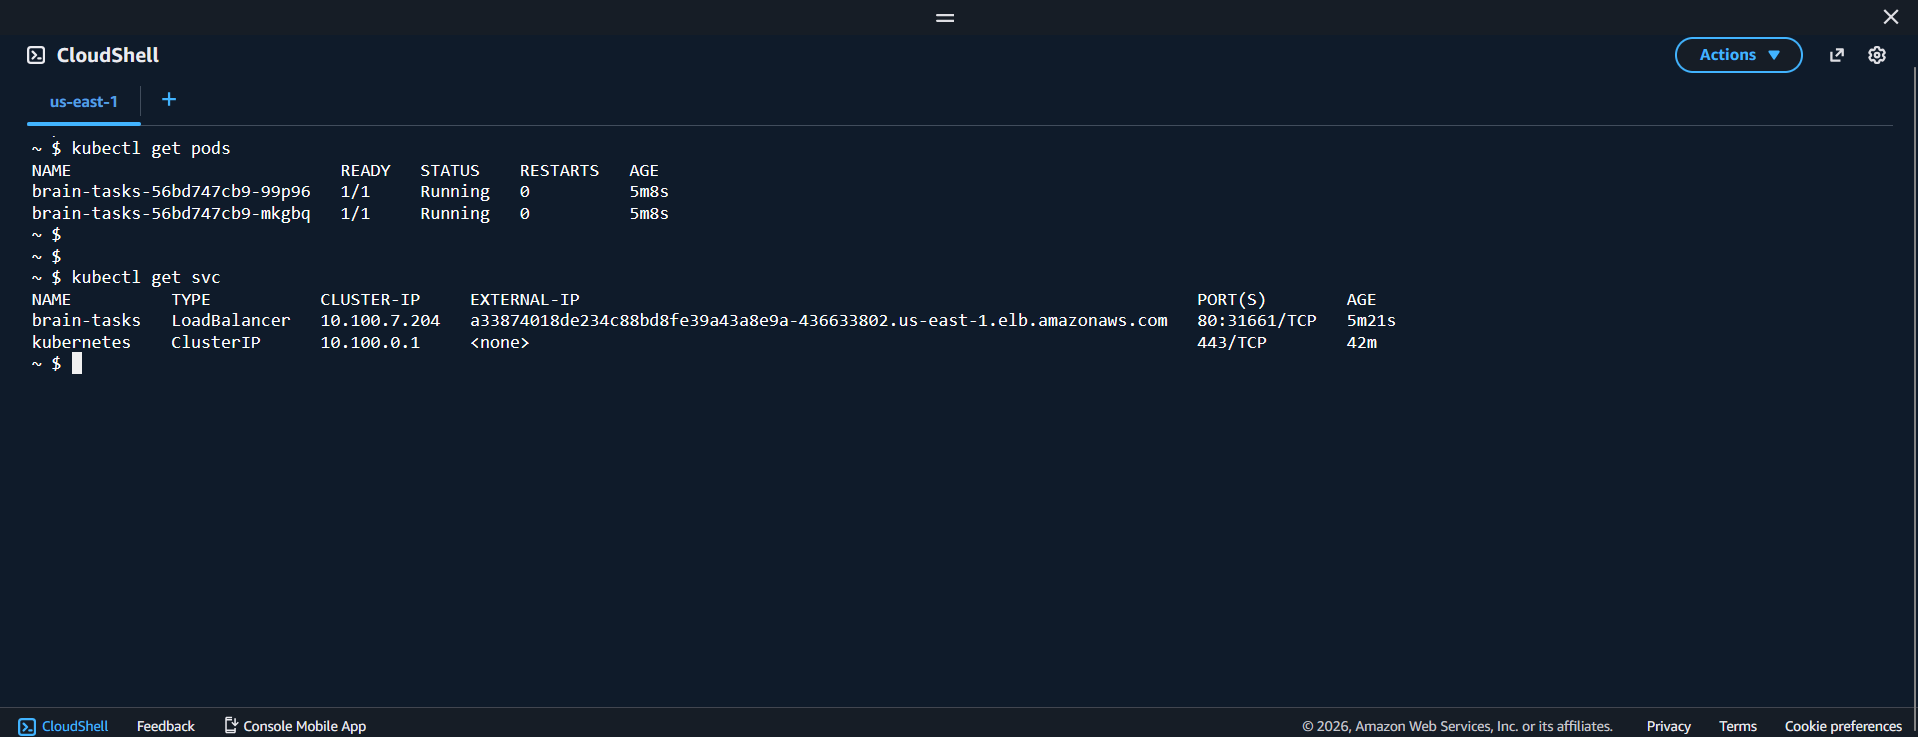 CloudShell
Actions
us-east-1 +
~ $ kubectl get pods
NAME                           READY   STATUS    RESTARTS   AGE
brain-tasks-56bd747cb9-99p96   1/1     Running   0          5m8s
brain-tasks-56bd747cb9-mkgbq   1/1     Running   0          5m8s
~ $
~ $
~ $ kubectl get svc
NAME          TYPE           CLUSTER-IP     EXTERNAL-IP                                                            PORT(S)        AGE
brain-tasks   LoadBalancer   10.100.7.204   a33874018de234c88bd8fe39a43a8e9a-436633802.us-east-1.elb.amazonaws.com   80:31661/TCP   5m21s
kubernetes    ClusterIP      10.100.0.1     <none>                                                                 443/TCP        42m
~ $
CloudShell Feedback Console Mobile App © 2026, Amazon Web Services, Inc. or its affiliates. Privacy Terms Cookie preferences